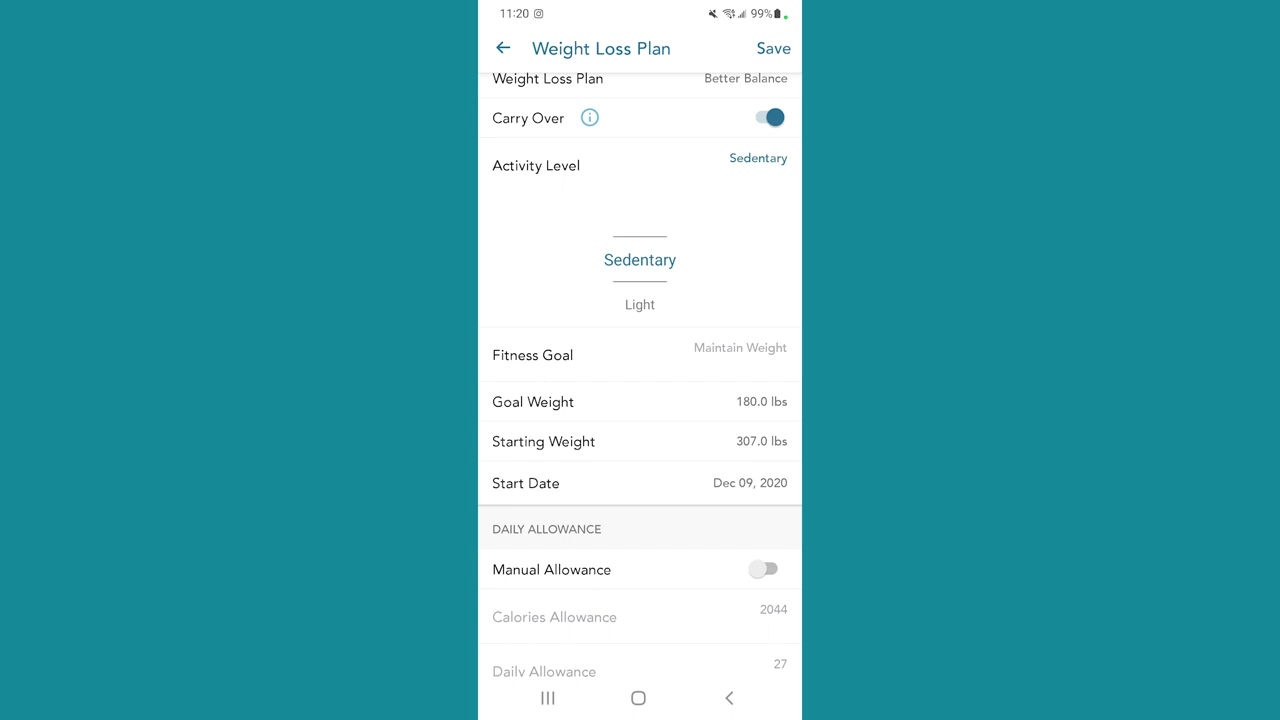 11:20 99%
Weight Loss Plan Save
Weight Loss Plan Better Balance
Carry Over
Activity Level Sedentary
Sedentary
Light
Fitness Goal Maintain Weight
Goal Weight 180.0 lbs
Starting Weight 307.0 lbs
Start Date Dec 09, 2020
DAILY ALLOWANCE
Manual Allowance
Calories Allowance 2044
Daily Allowance 27